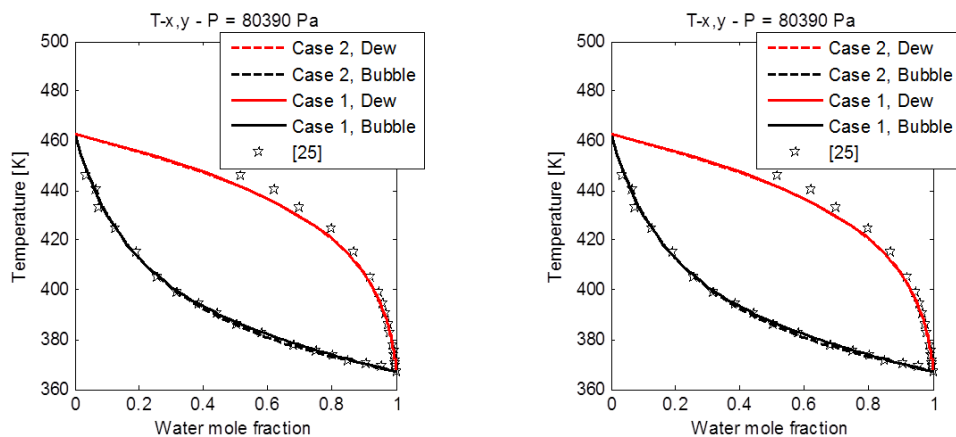 T-x,y - P = 80390 Pa
500
480
460
440
420
400
380
360
Temperature [K]
0
0.2
0.4
0.6
0.8
1
Water mole fraction
Case 2, Dew
Case 2, Bubble
Case 1, Dew
Case 1, Bubble
[25]
T-x,y - P = 80390 Pa
500
480
460
440
420
400
380
360
Temperature [K]
0
0.2
0.4
0.6
0.8
1
Water mole fraction
Case 2, Dew
Case 2, Bubble
Case 1, Dew
Case 1, Bubble
[25]